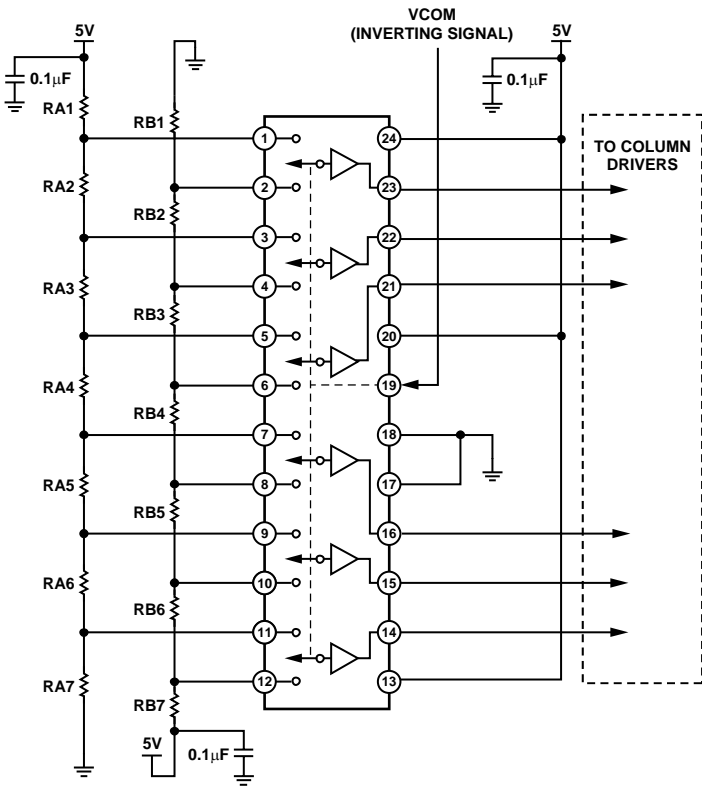 VCOM
(INVERTING SIGNAL)
5V
5V
0.1μF
0.1μF
RA1
RB1
1
24
TO COLUMN
DRIVERS
RA2
2
23
RB2
3
22
RA3
4
21
RB3
5
20
RA4
6
19
RB4
7
18
RA5
8
17
RB5
9
16
RA6
10
15
RB6
11
14
RA7
12
13
RB7
5V
0.1μF